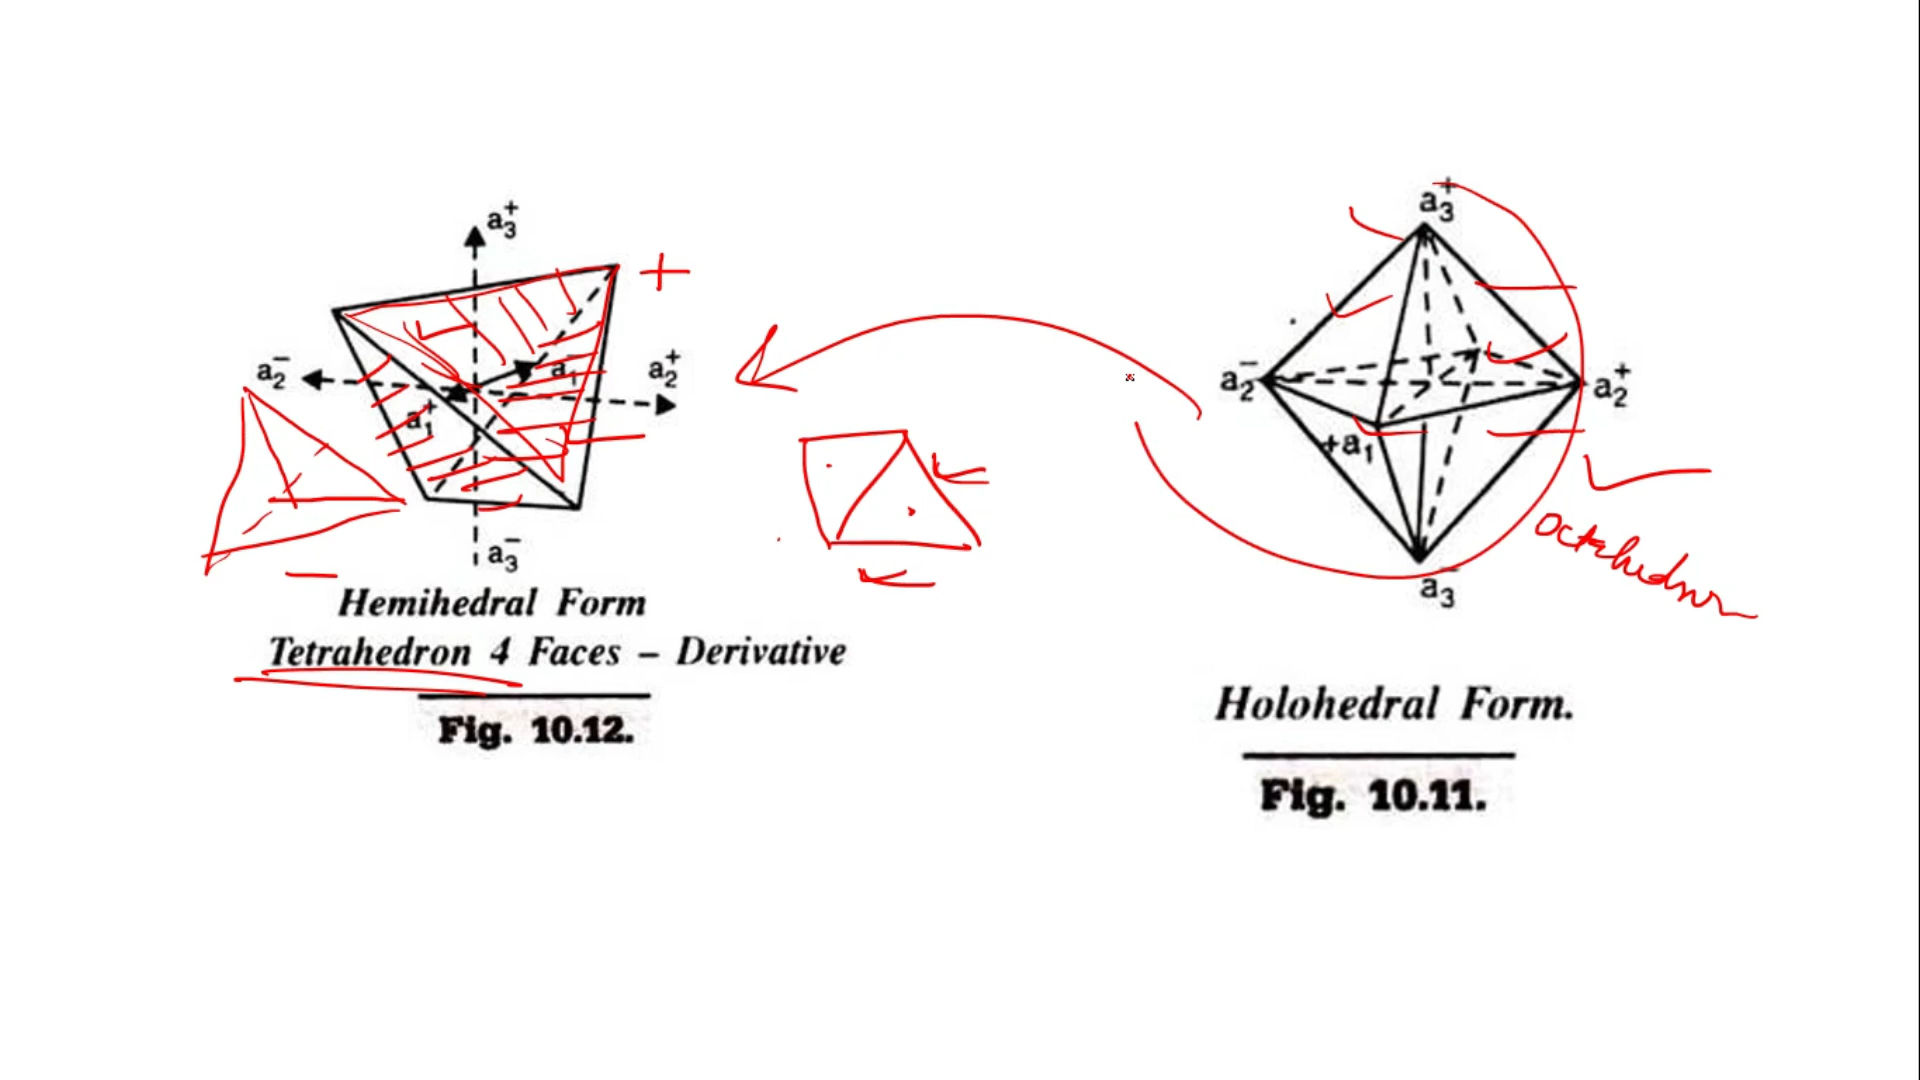 a₃⁺
a₂⁻
a₁⁻
a₂⁺
a₁⁺
a₃⁻
+
Hemihedral Form
Tetrahedron 4 Faces – Derivative
Fig. 10.12.
a₃⁺
a₂⁻
a₂⁺
+a₁
a₃⁻
Octahedron
Holohedral Form.
Fig. 10.11.